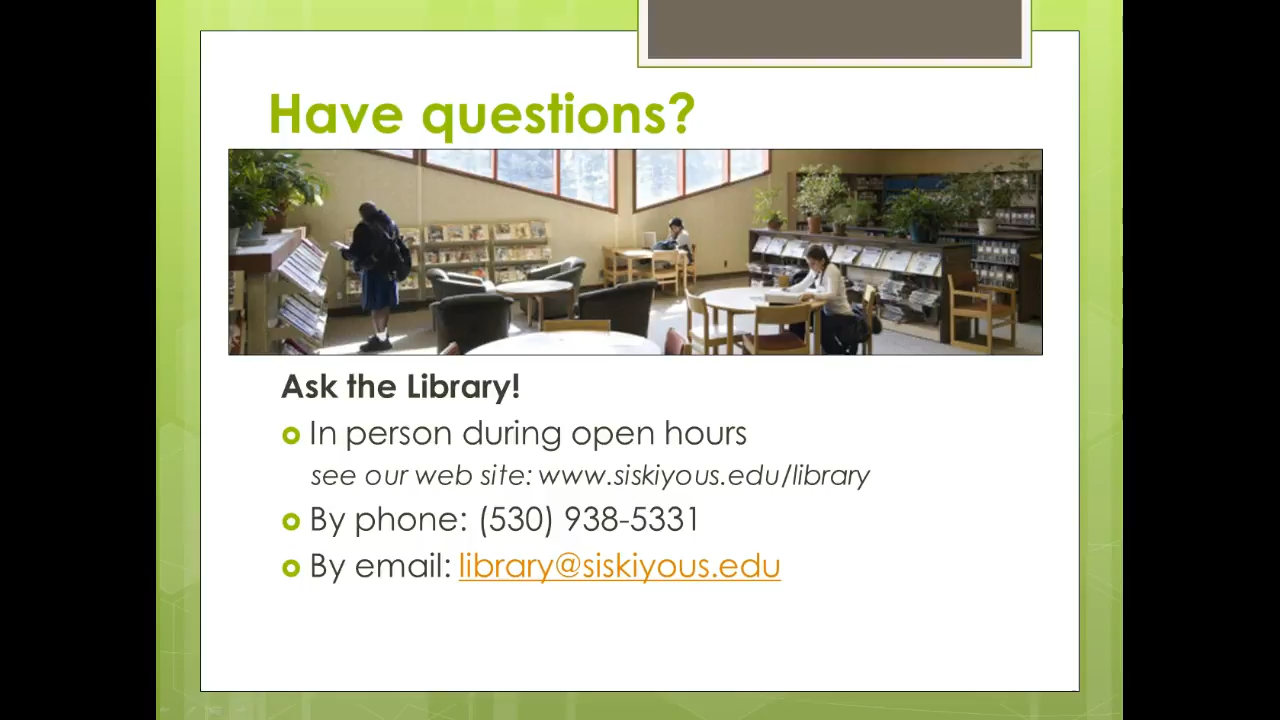 Have questions?
Ask the Library!
In person during open hours
see our web site: www.siskiyous.edu/library
By phone: (530) 938-5331
By email: library@siskiyous.edu